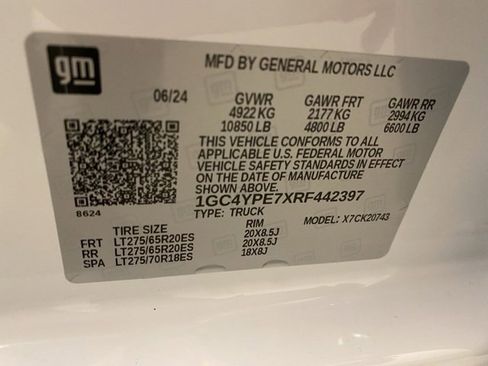 gm
MFD BY GENERAL MOTORS LLC
06/24 GVWR GAWR FRT GAWR RR
4922 KG 2177 KG 2994 KG
10850 LB 4800 LB 6600 LB
THIS VEHICLE CONFORMS TO ALL
APPLICABLE U.S. FEDERAL MOTOR
VEHICLE SAFETY STANDARDS IN EFFECT
ON THE DATE OF MANUFACTURE
SHOWN ABOVE.
8624 1GC4YPE7XRF442397
TYPE: TRUCK MODEL: X7CK20743
TIRE SIZE RIM
FRT LT275/65R20ES 20X8.5J
RR LT275/65R20ES 20X8.5J
SPA LT275/70R18ES 18X8J